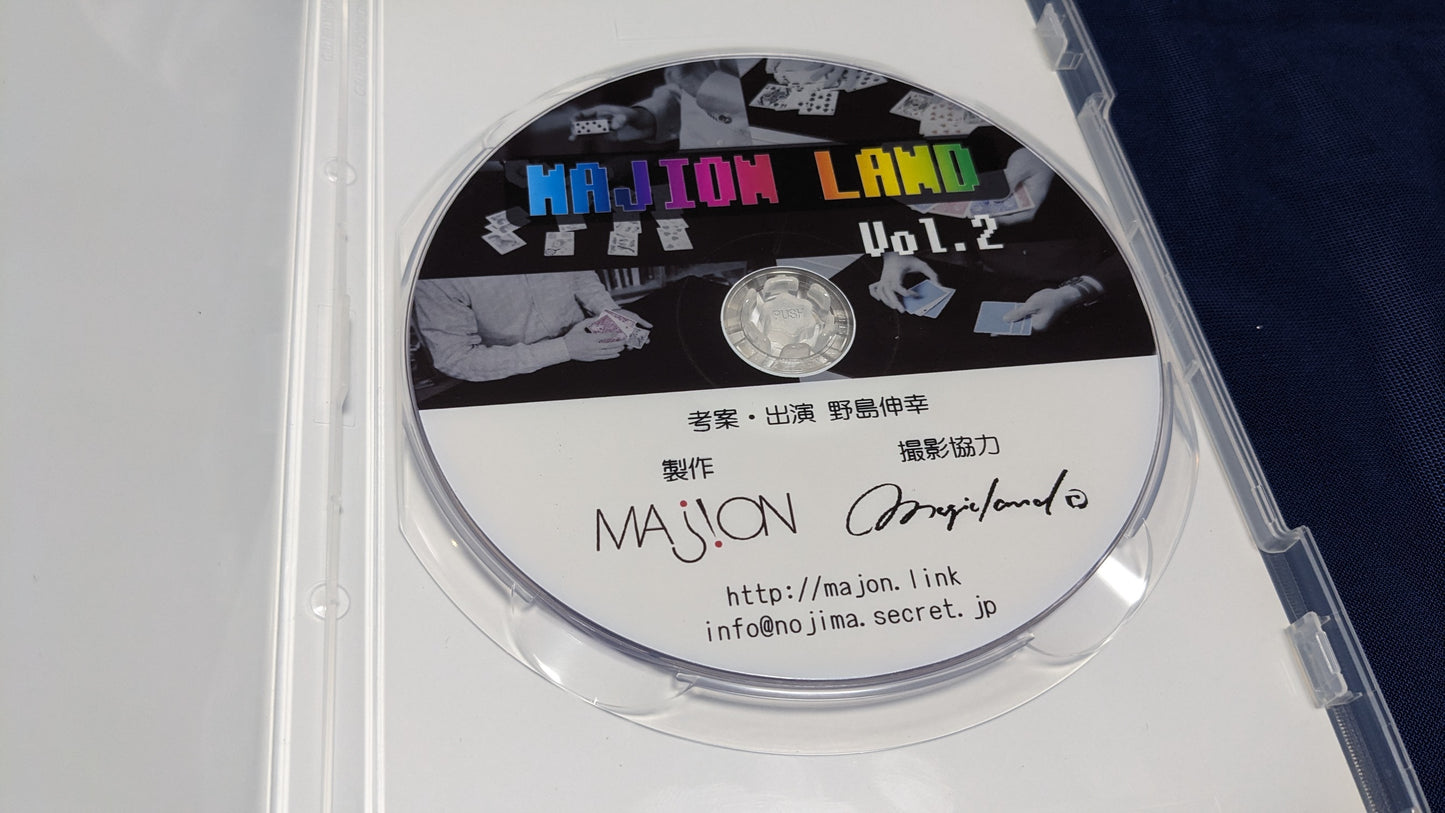 MAJION LAND
Vol.2
PUSH
考案・出演 野島伸幸
製作
撮影協力
MAJ!ON
Magicland
http://majon.link
info@nojima.secret.jp